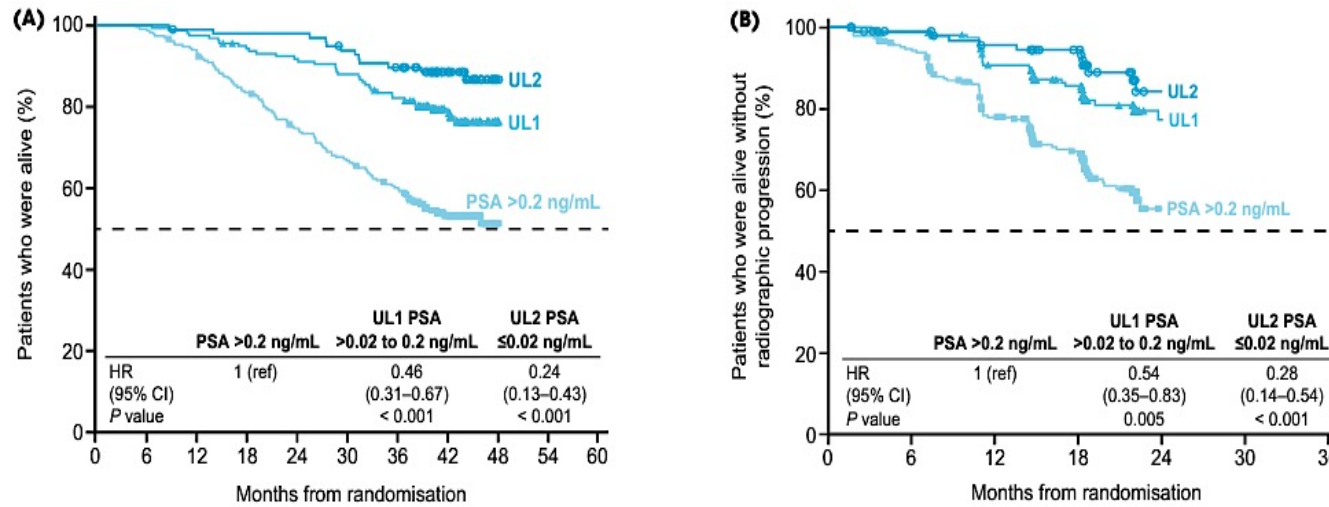 (A)
Patients who were alive (%)
100
80
60
40
20
0
UL2
UL1
PSA >0.2 ng/mL
UL1 PSA UL2 PSA
PSA >0.2 ng/mL >0.02 to 0.2 ng/mL ≤0.02 ng/mL
HR 1 (ref) 0.46 0.24
(95% CI) (0.31–0.67) (0.13–0.43)
P value < 0.001 < 0.001
0 6 12 18 24 30 36 42 48 54 60
Months from randomisation
(B)
Patients who were alive without
radiographic progression (%)
100
80
60
40
20
0
UL2
UL1
PSA >0.2 ng/mL
UL1 PSA UL2 PSA
PSA >0.2 ng/mL >0.02 to 0.2 ng/mL ≤0.02 ng/mL
HR 1 (ref) 0.54 0.28
(95% CI) (0.35–0.83) (0.14–0.54)
P value 0.005 < 0.001
0 6 12 18 24 30
Months from randomisation